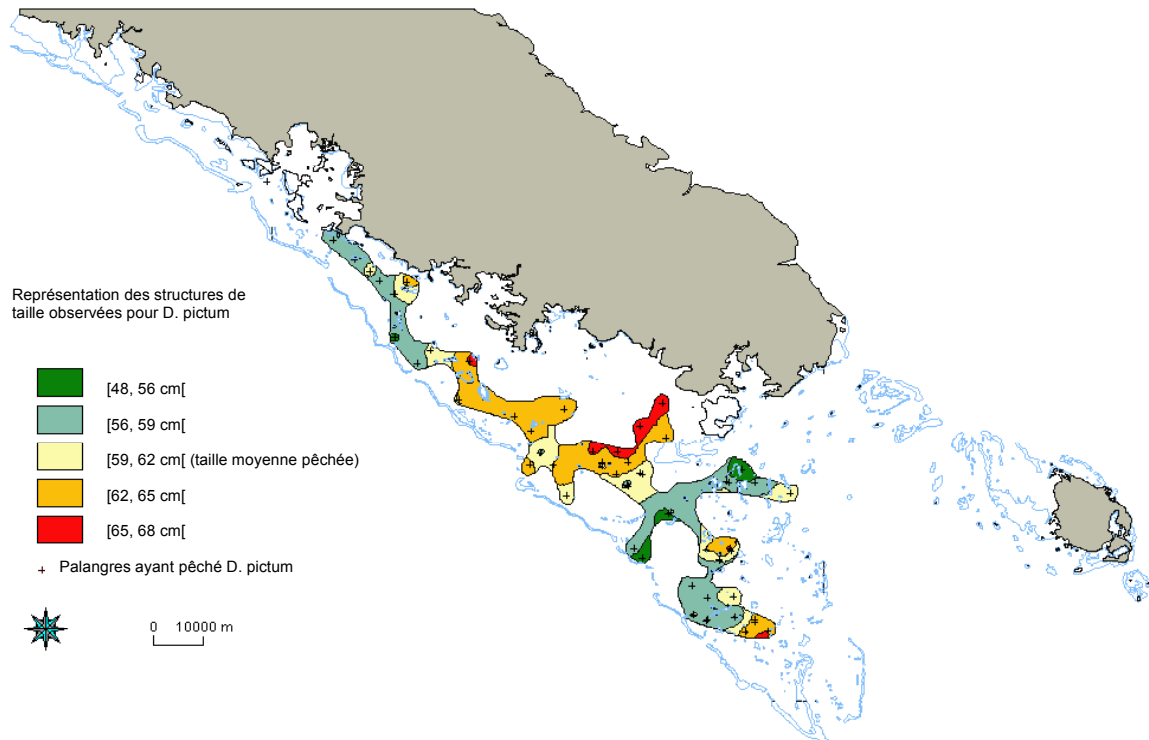 Représentation des structures de
taille observées pour D. pictum
[48, 56 cm[
[56, 59 cm[
[59, 62 cm[ (taille moyenne pêchée)
[62, 65 cm[
[65, 68 cm[
Palangres ayant pêché D. pictum
0 10000 m